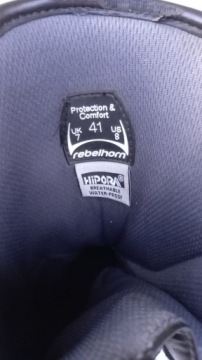 Protection &
Comfort
UK 41 US
7 8
rebelhorn
HiPORA®
BREATHABLE
WATER-PROOF